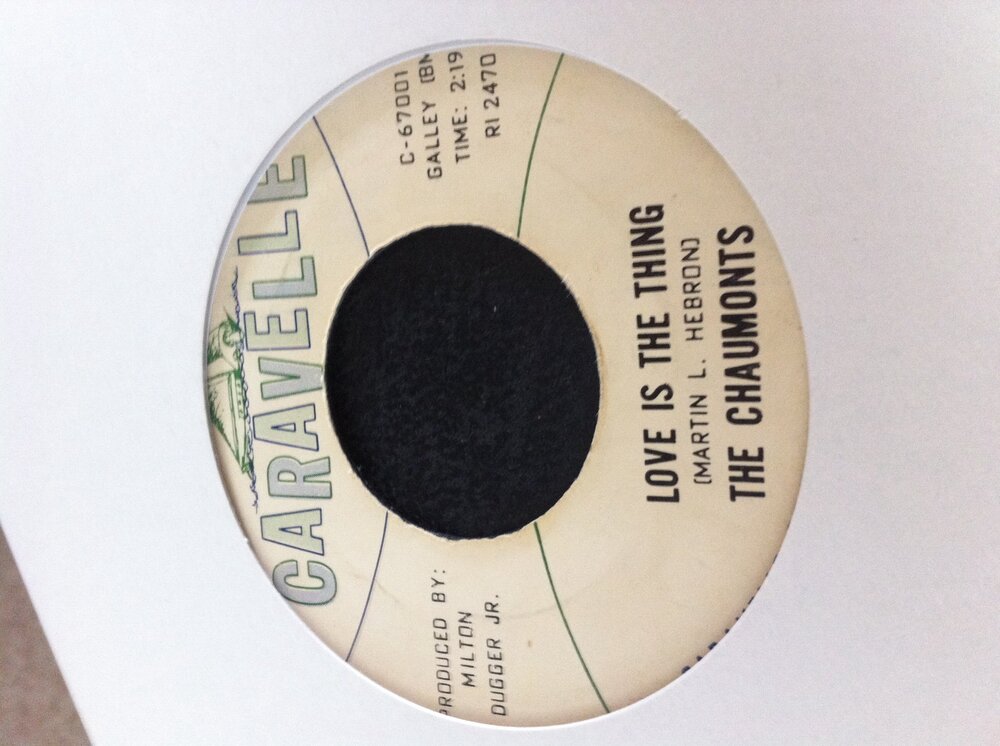 CARAVELLE
PRODUCED BY:
MILTON
DUGGER JR.
C-67001
GALLEY (BM
TIME: 2:19
RI 2470
LOVE IS THE THING
(MARTIN L. HEBRON)
THE CHAUMONTS